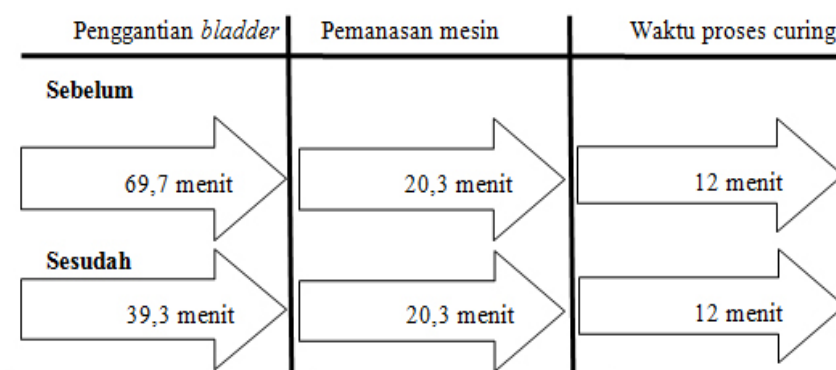 Penggantian bladder Pemanasan mesin Waktu proses curing
Sebelum
69,7 menit 20,3 menit 12 menit
Sesudah
39,3 menit 20,3 menit 12 menit